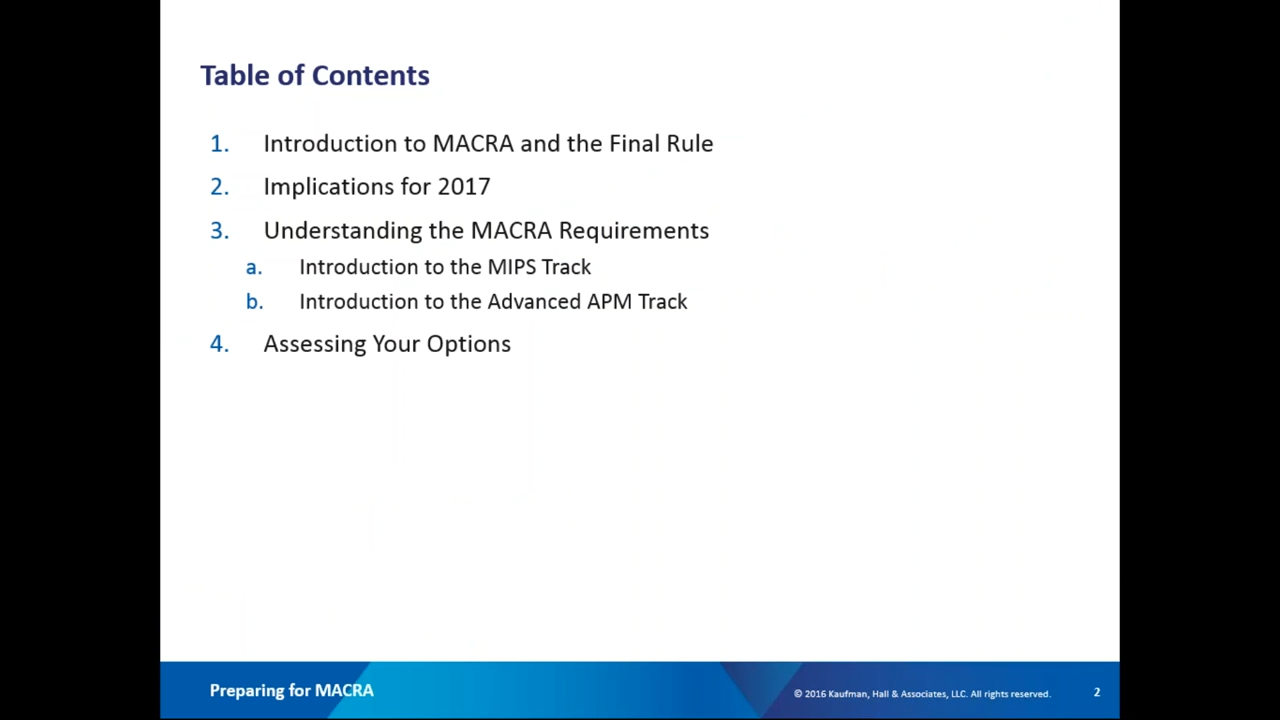 Table of Contents
1. Introduction to MACRA and the Final Rule
2. Implications for 2017
3. Understanding the MACRA Requirements
a. Introduction to the MIPS Track
b. Introduction to the Advanced APM Track
4. Assessing Your Options
Preparing for MACRA
© 2016 Kaufman, Hall & Associates, LLC. All rights reserved.
2